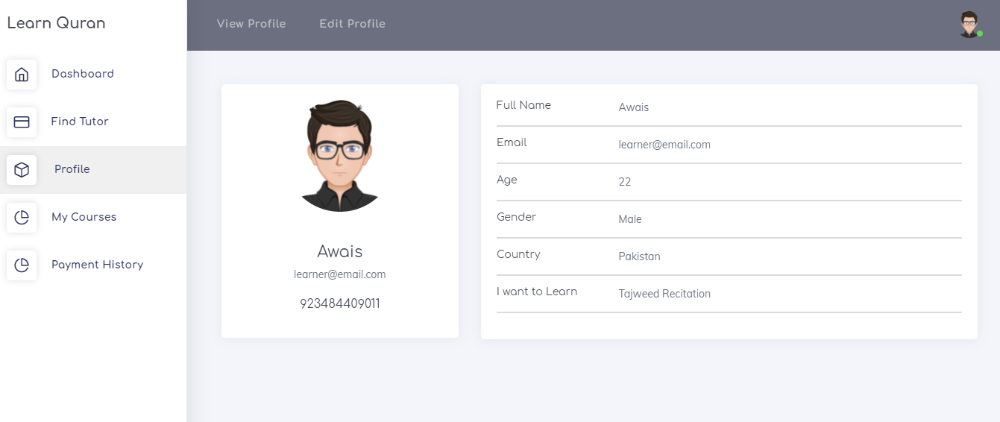 Learn Quran
View Profile Edit Profile
Dashboard
Find Tutor
Profile
My Courses
Payment History
Awais
learner@email.com
923484409011
Full Name Awais
Email learner@email.com
Age 22
Gender Male
Country Pakistan
I want to Learn Tajweed Recitation